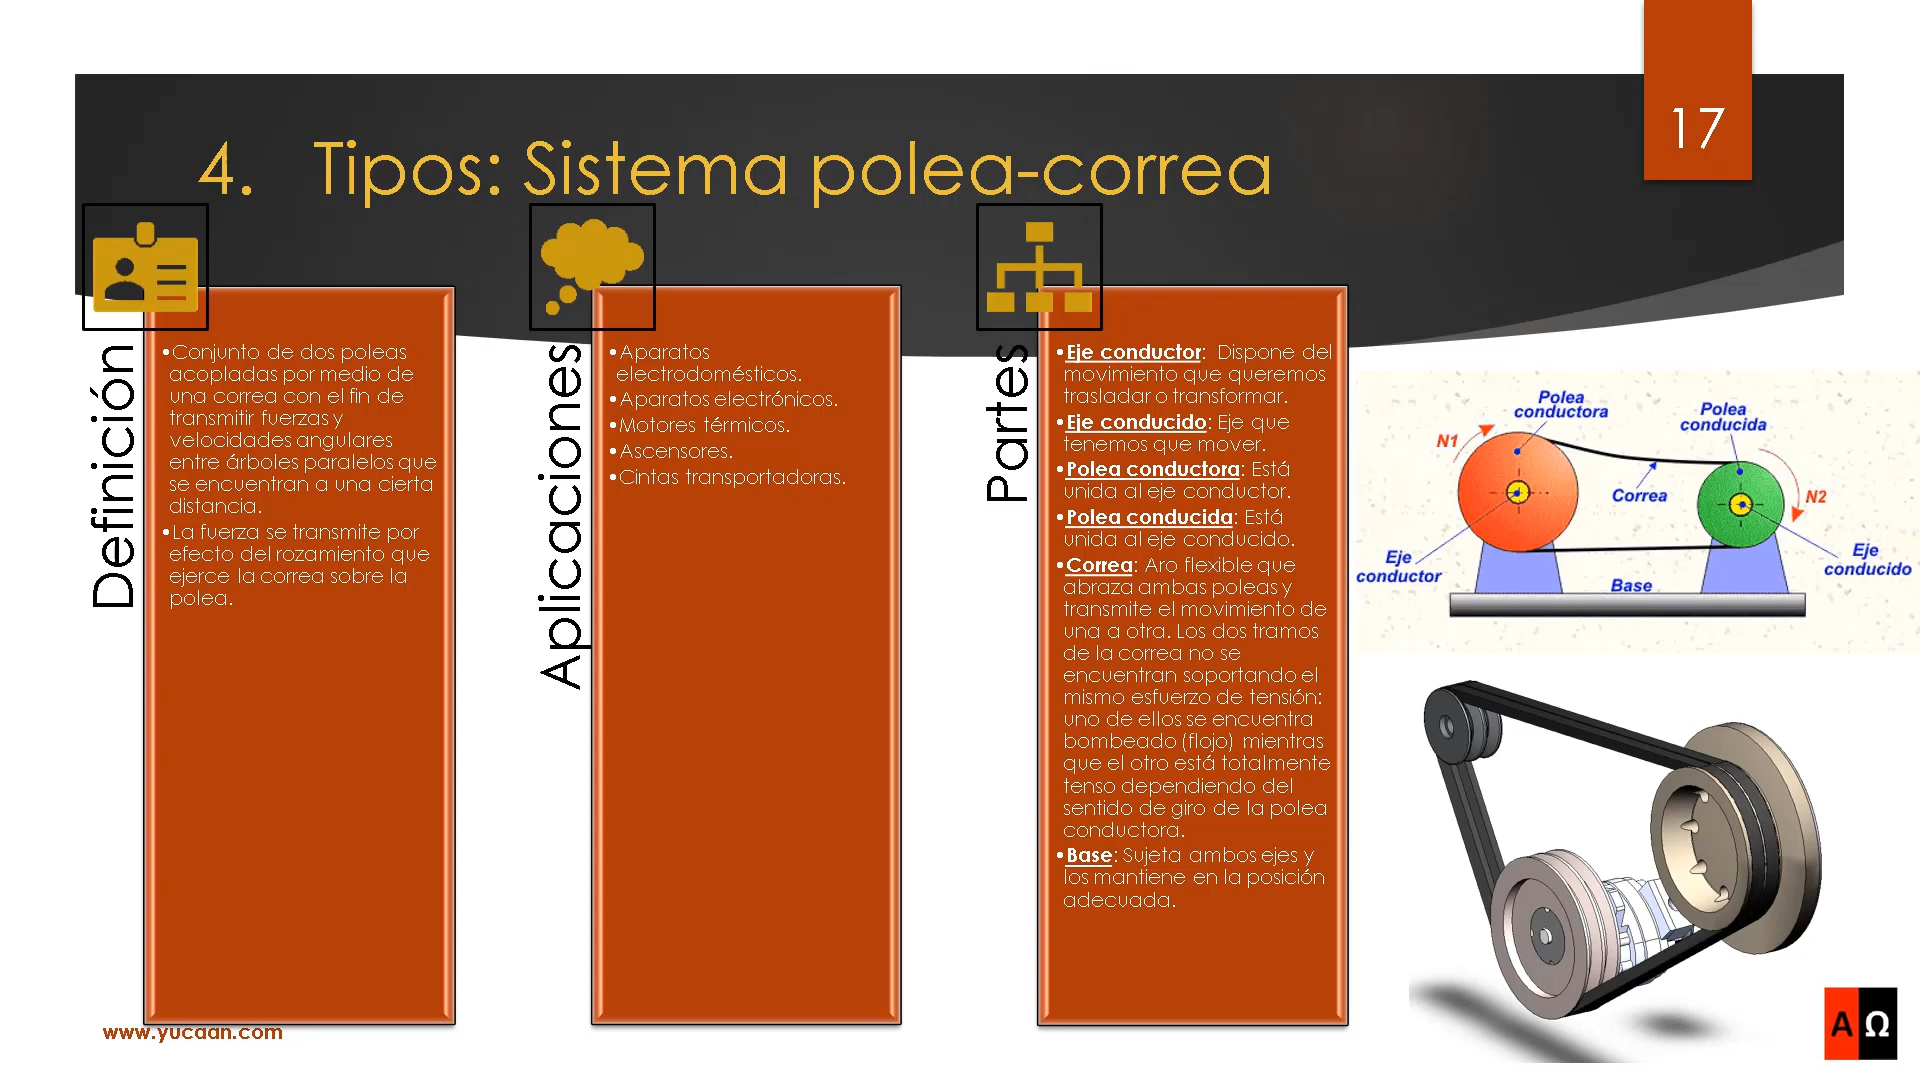 17
4. Tipos: Sistema polea-correa
Definición
•Conjunto de dos poleas
acopladas por medio de
una correa con el fin de
transmitir fuerzas y
velocidades angulares
entre árboles paralelos que
se encuentran a una cierta
distancia.
•La fuerza se transmite por
efecto del rozamiento que
ejerce la correa sobre la
polea.
Aplicaciones
•Aparatos
electrodomésticos.
•Aparatos electrónicos.
•Motores térmicos.
•Ascensores.
•Cintas transportadoras.
Partes
•Eje conductor: Dispone del
movimiento que queremos
trasladar o transformar.
•Eje conducido: Eje que
tenemos que mover.
•Polea conductora: Está
unida al eje conductor.
•Polea conducida: Está
unida al eje conducido.
•Correa: Aro flexible que
abraza ambas poleas y
transmite el movimiento de
una a otra. Los dos tramos
de la correa no se
encuentran soportando el
mismo esfuerzo de tensión:
uno de ellos se encuentra
bombeado (flojo) mientras
que el otro está totalmente
tenso dependiendo del
sentido de giro de la polea
conductora.
•Base: Sujeta ambos ejes y
los mantiene en la posición
adecuada.
Polea
conductora
Polea
conducida
N1
Correa
N2
Eje
conductor
Base
Eje
conducido
www.yucaan.com
A Ω